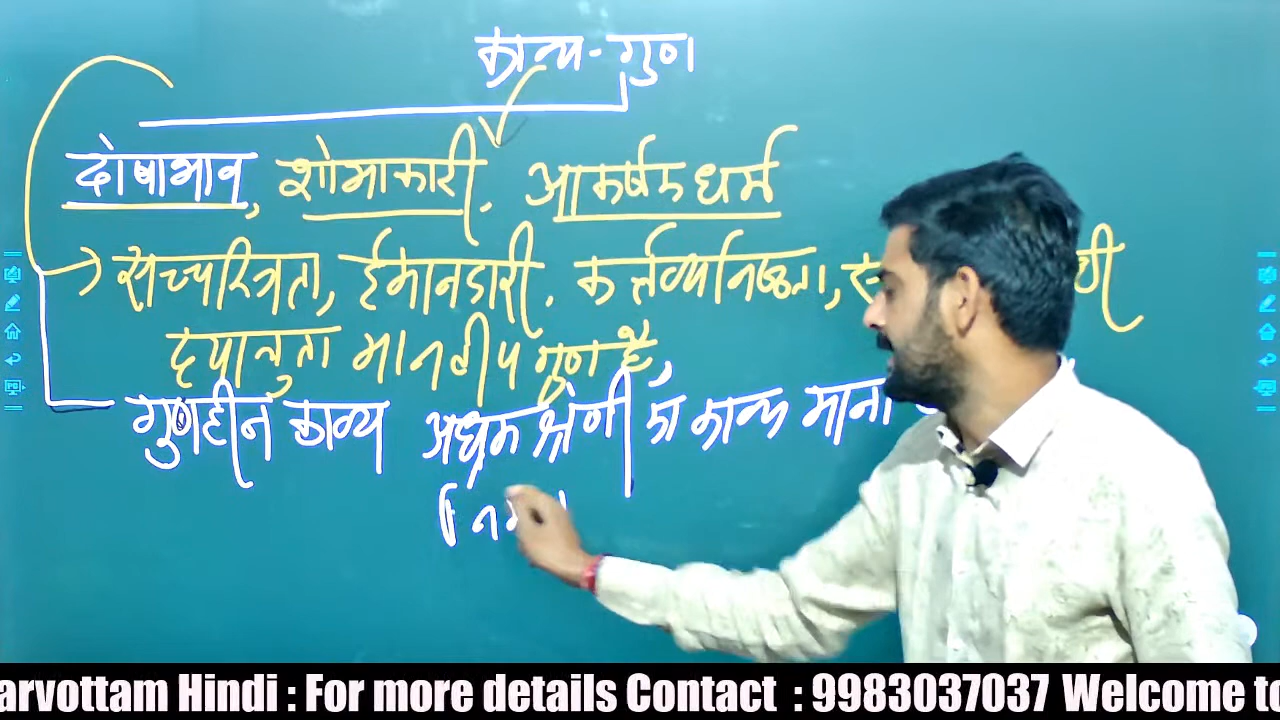 काव्य-गुण
दोषाभाव, शोभाकारी, आकर्षक धर्म
→ सच्चरित्रता, ईमानदारी, कर्त्तव्यनिष्ठता,
दयालुता मानवीय गुण है,
गुणहीन काव्य अधम श्रेणी का काव्य माना
arvottam Hindi : For more details Contact : 9983037037 Welcome to